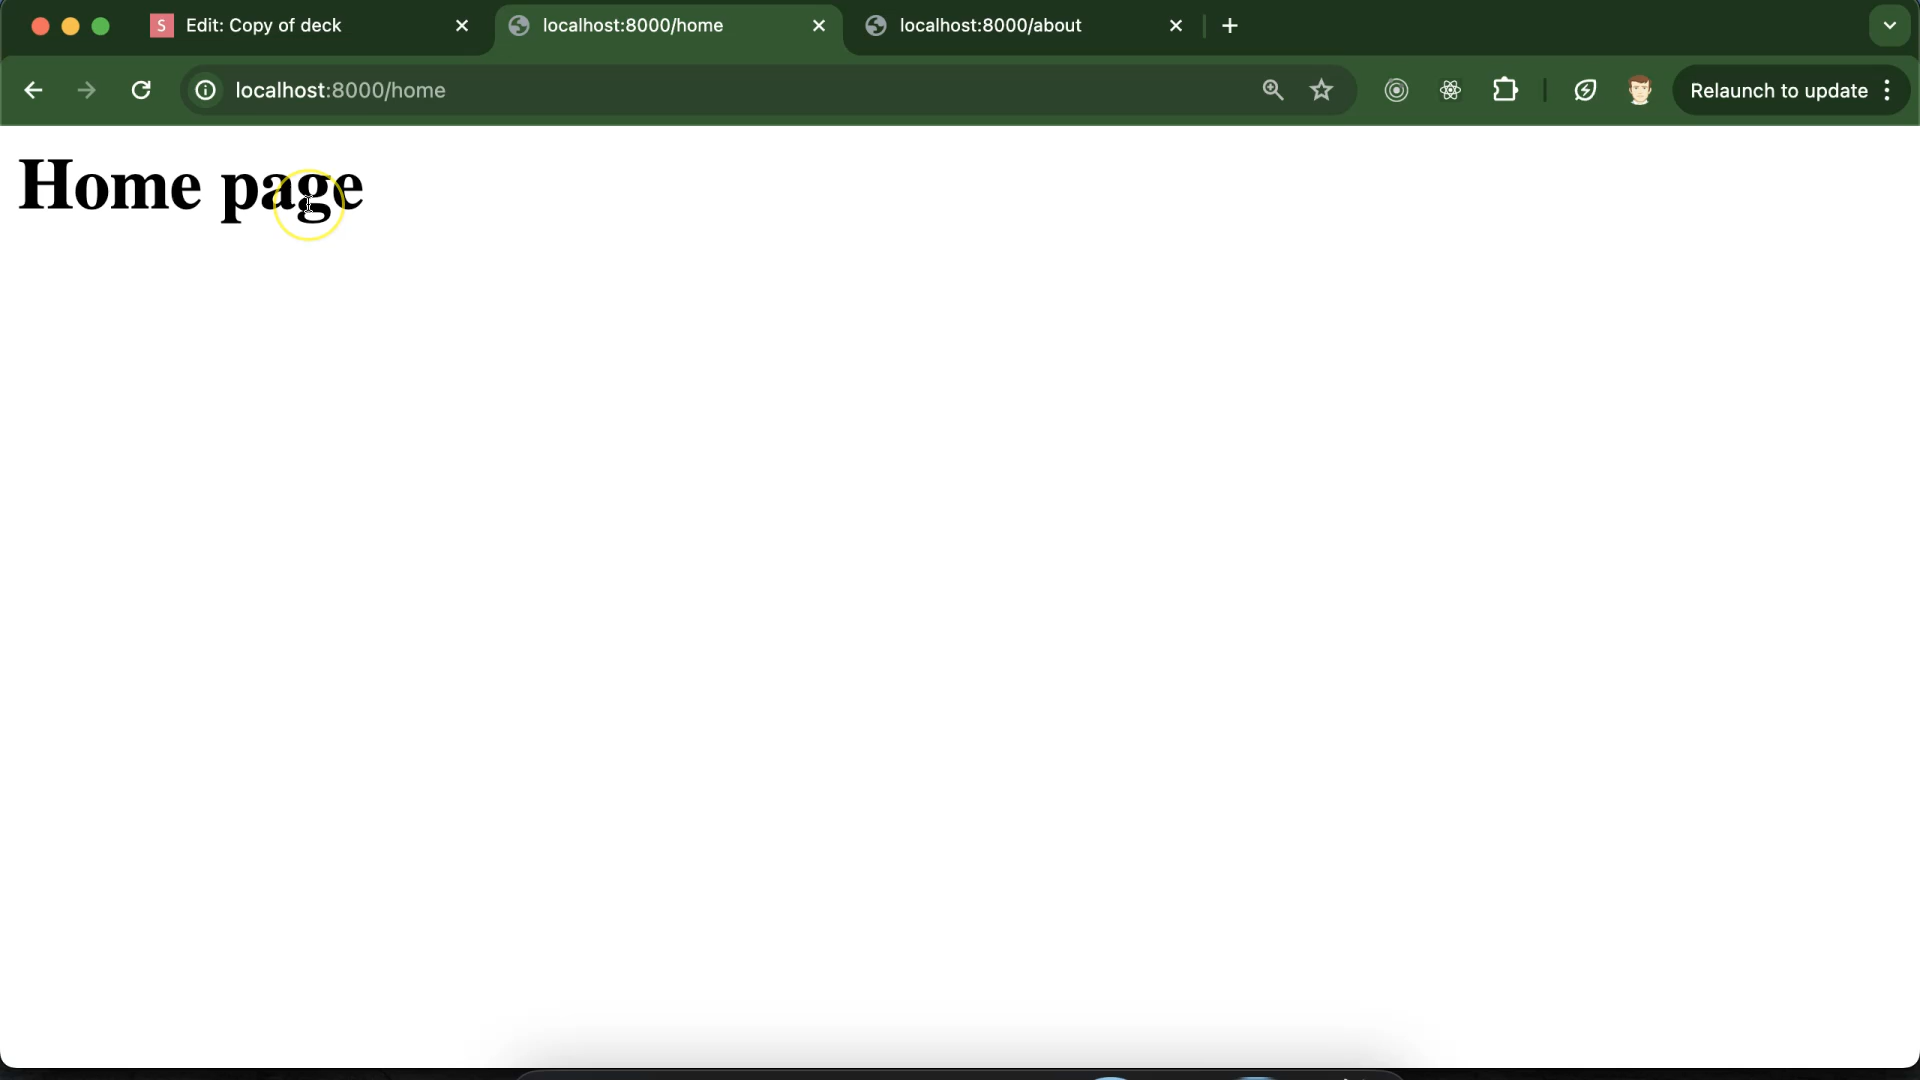 S Edit: Copy of deck localhost:8000/home localhost:8000/about
localhost:8000/home Relaunch to update
Home page